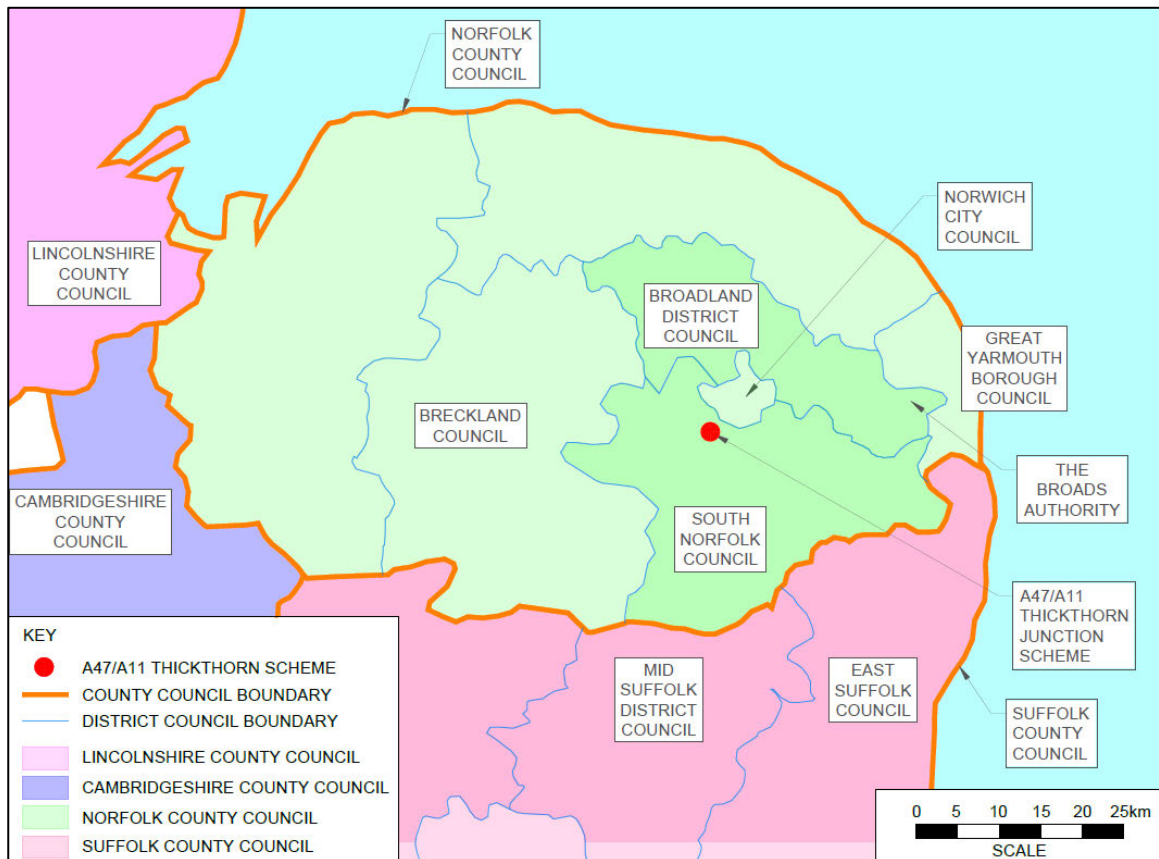 NORFOLK
COUNTY
COUNCIL
NORWICH
CITY
COUNCIL
LINCOLNSHIRE
COUNTY
COUNCIL
BROADLAND
DISTRICT
COUNCIL
GREAT
YARMOUTH
BOROUGH
COUNCIL
BRECKLAND
COUNCIL
THE
BROADS
AUTHORITY
CAMBRIDGESHIRE
COUNTY
COUNCIL
SOUTH
NORFOLK
COUNCIL
A47/A11
THICKTHORN
JUNCTION
SCHEME
MID
SUFFOLK
DISTRICT
COUNCIL
EAST
SUFFOLK
COUNCIL
SUFFOLK
COUNTY
COUNCIL
KEY
A47/A11 THICKTHORN SCHEME
COUNTY COUNCIL BOUNDARY
DISTRICT COUNCIL BOUNDARY
LINCOLNSHIRE COUNTY COUNCIL
CAMBRIDGESHIRE COUNTY COUNCIL
NORFOLK COUNTY COUNCIL
SUFFOLK COUNTY COUNCIL
0 5 10 15 20 25km
SCALE